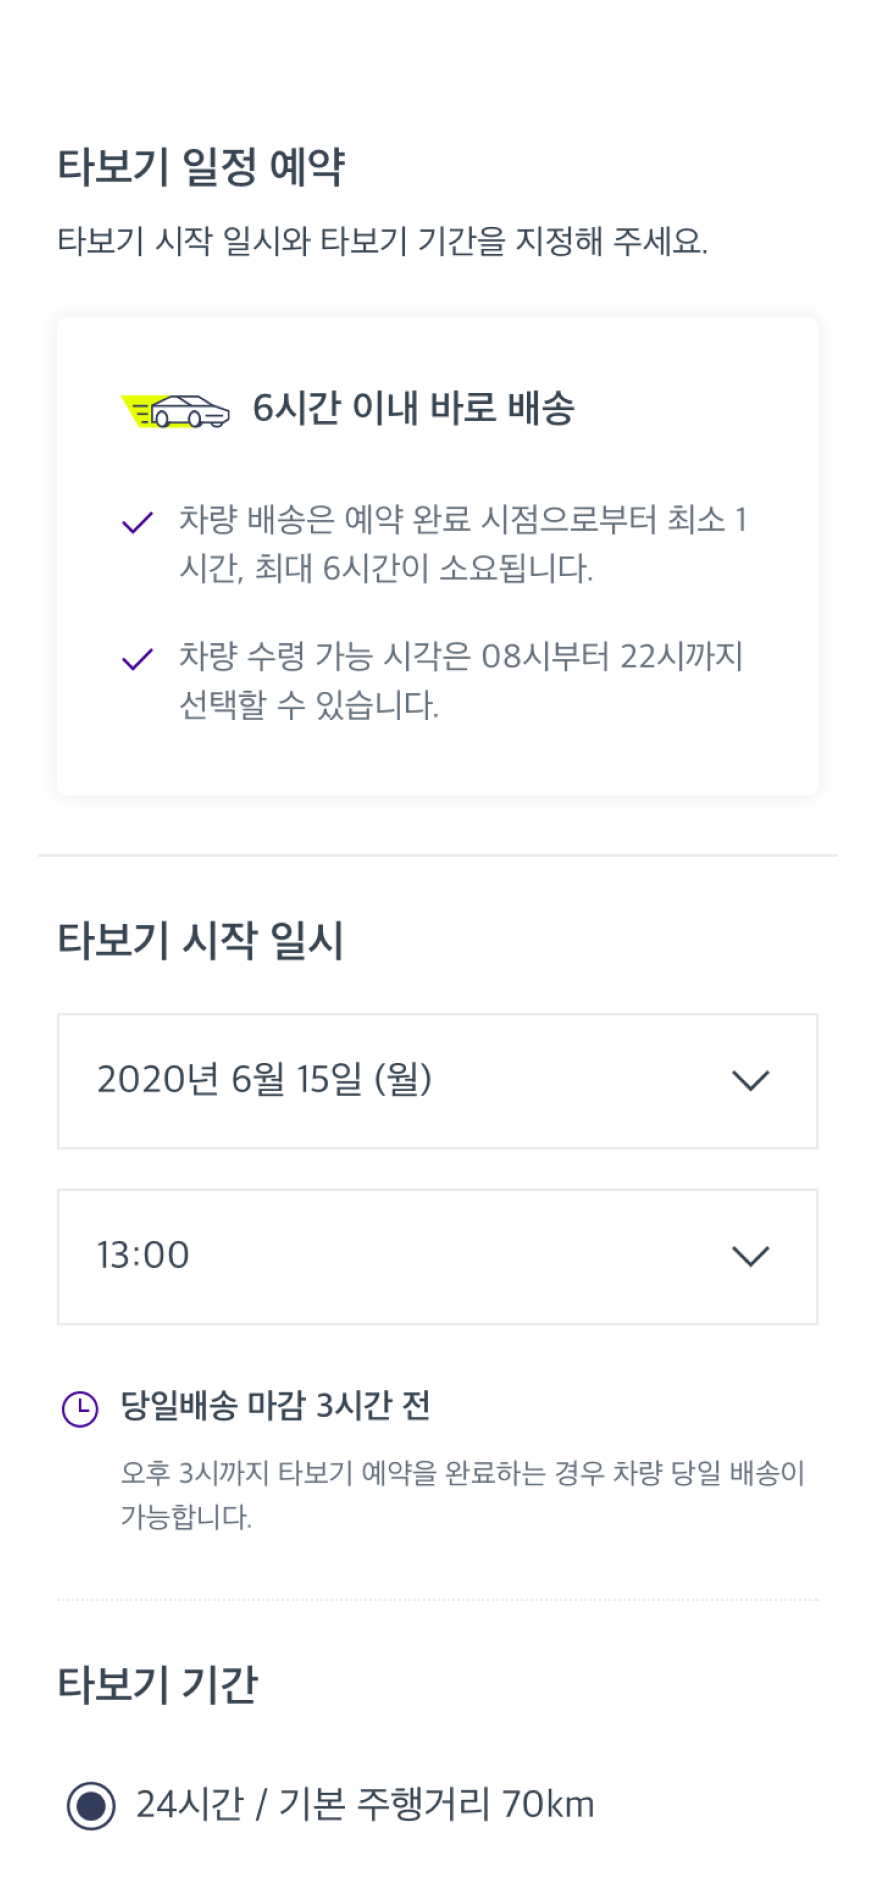 타보기 일정 예약
타보기 시작 일시와 타보기 기간을 지정해 주세요.
6시간 이내 바로 배송
차량 배송은 예약 완료 시점으로부터 최소 1
시간, 최대 6시간이 소요됩니다.
차량 수령 가능 시각은 08시부터 22시까지
선택할 수 있습니다.
타보기 시작 일시
2020년 6월 15일 (월)
13:00
당일배송 마감 3시간 전
오후 3시까지 타보기 예약을 완료하는 경우 차량 당일 배송이
가능합니다.
타보기 기간
24시간 / 기본 주행거리 70km